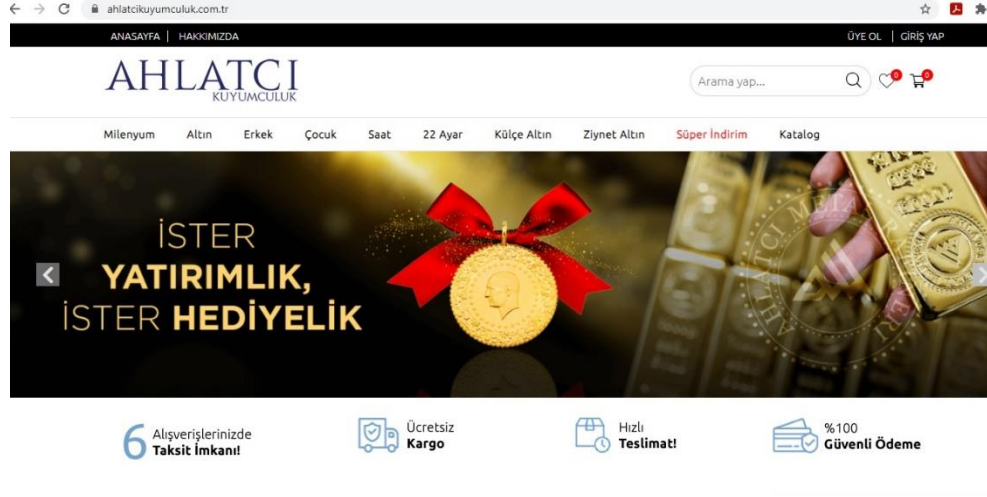 ahlatcikuyumculuk.com.tr
ANASAYFA | HAKKIMIZDA
ÜYE OL | GİRİŞ YAP
AHLATCI
KUYUMCULUK
Arama yap...
0
0
Milenyum Altın Erkek Çocuk Saat 22 Ayar Külçe Altın Ziynet Altın Süper İndirim Katalog
İSTER
YATIRIMLIK,
İSTER HEDİYELİK
6 Alışverişlerinizde
Taksit İmkanı!
Ücretsiz
Kargo
Hızlı
Teslimat!
%100
Güvenli Ödeme